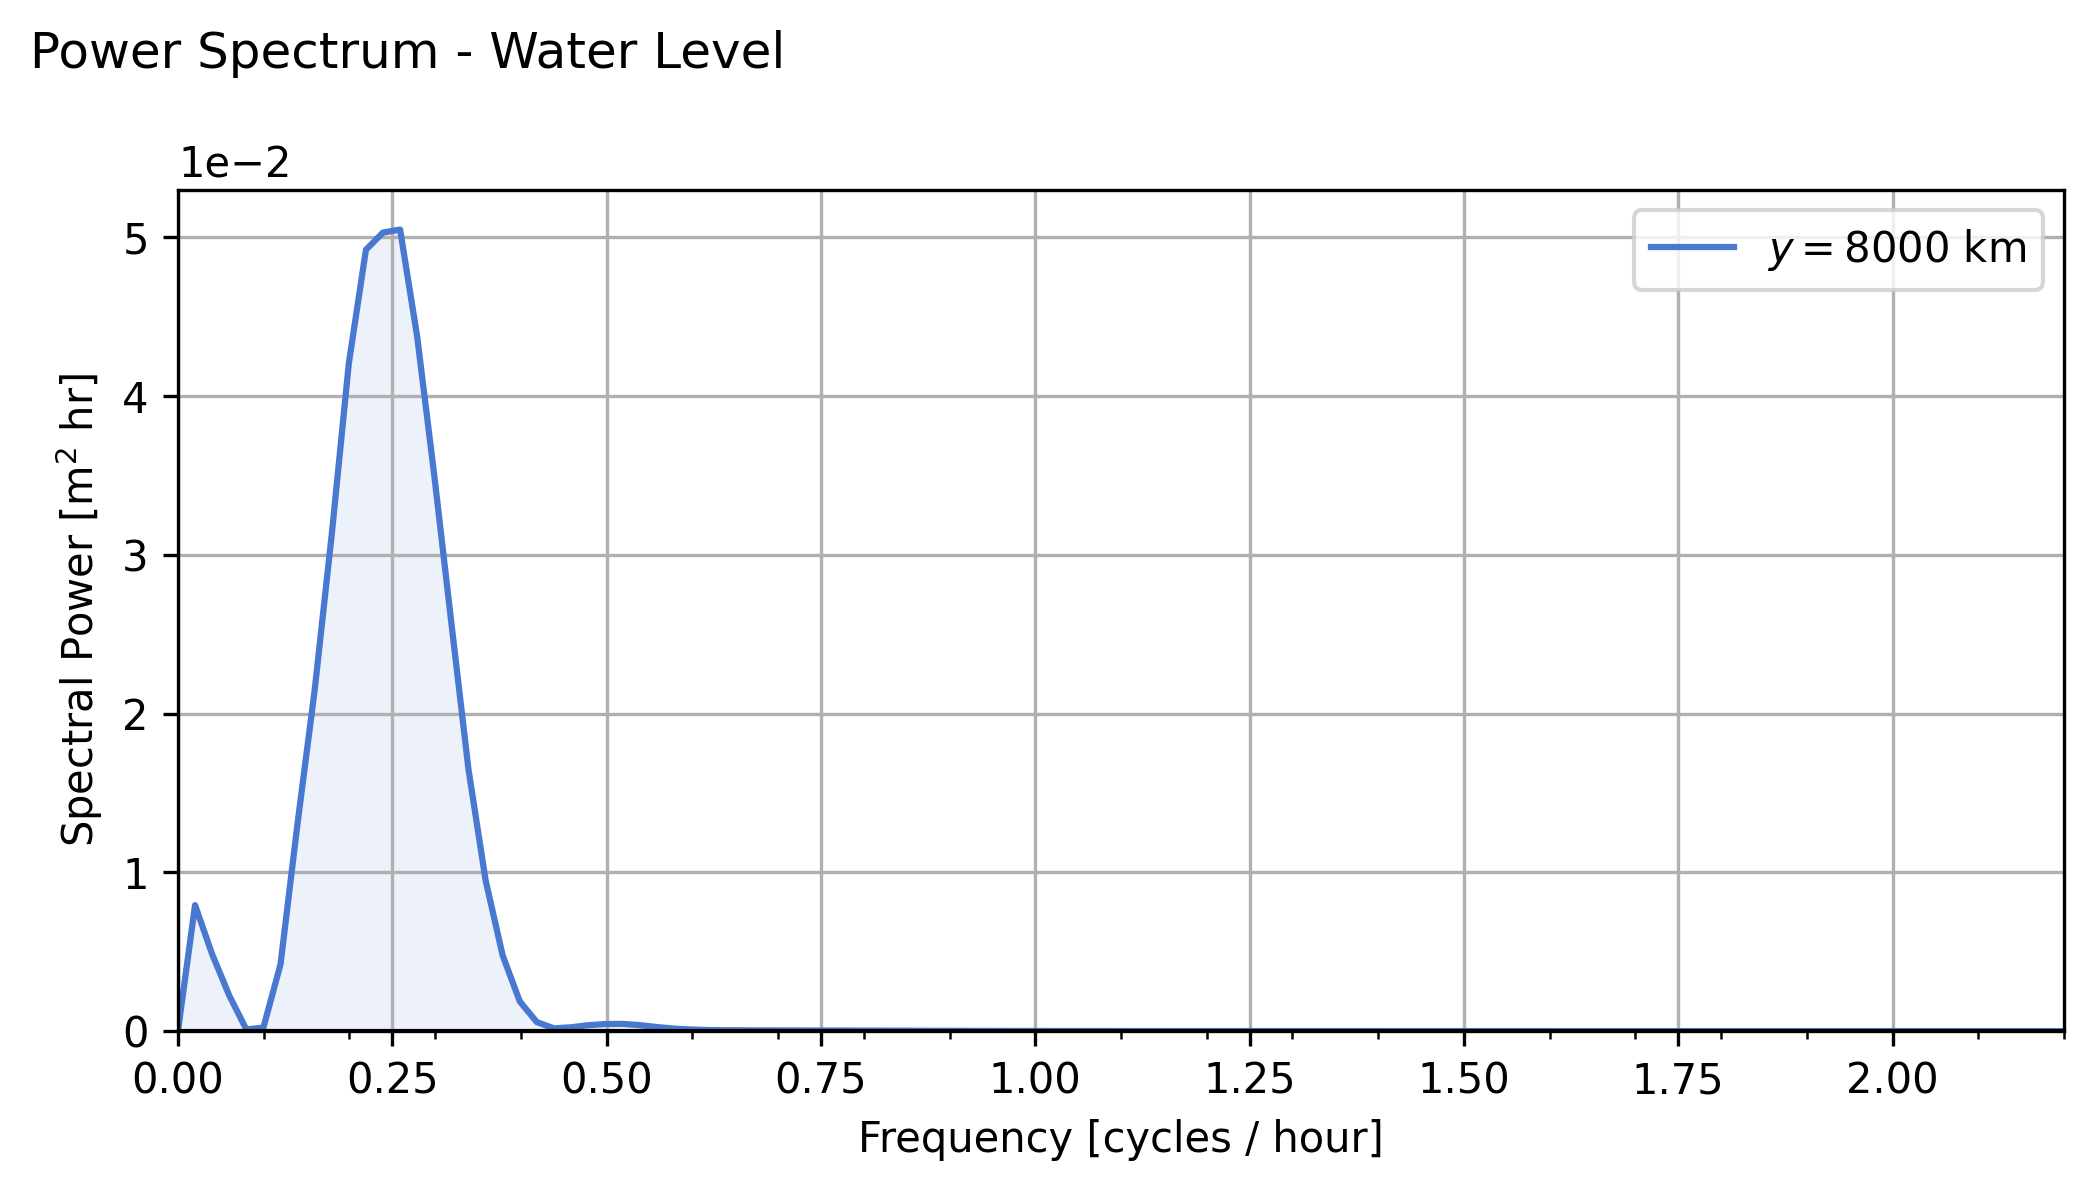 Power Spectrum - Water Level
1e−2
5
4
3
2
1
0
Spectral Power [m² hr]
y = 8000 km
0.00 0.25 0.50 0.75 1.00 1.25 1.50 1.75 2.00
Frequency [cycles / hour]